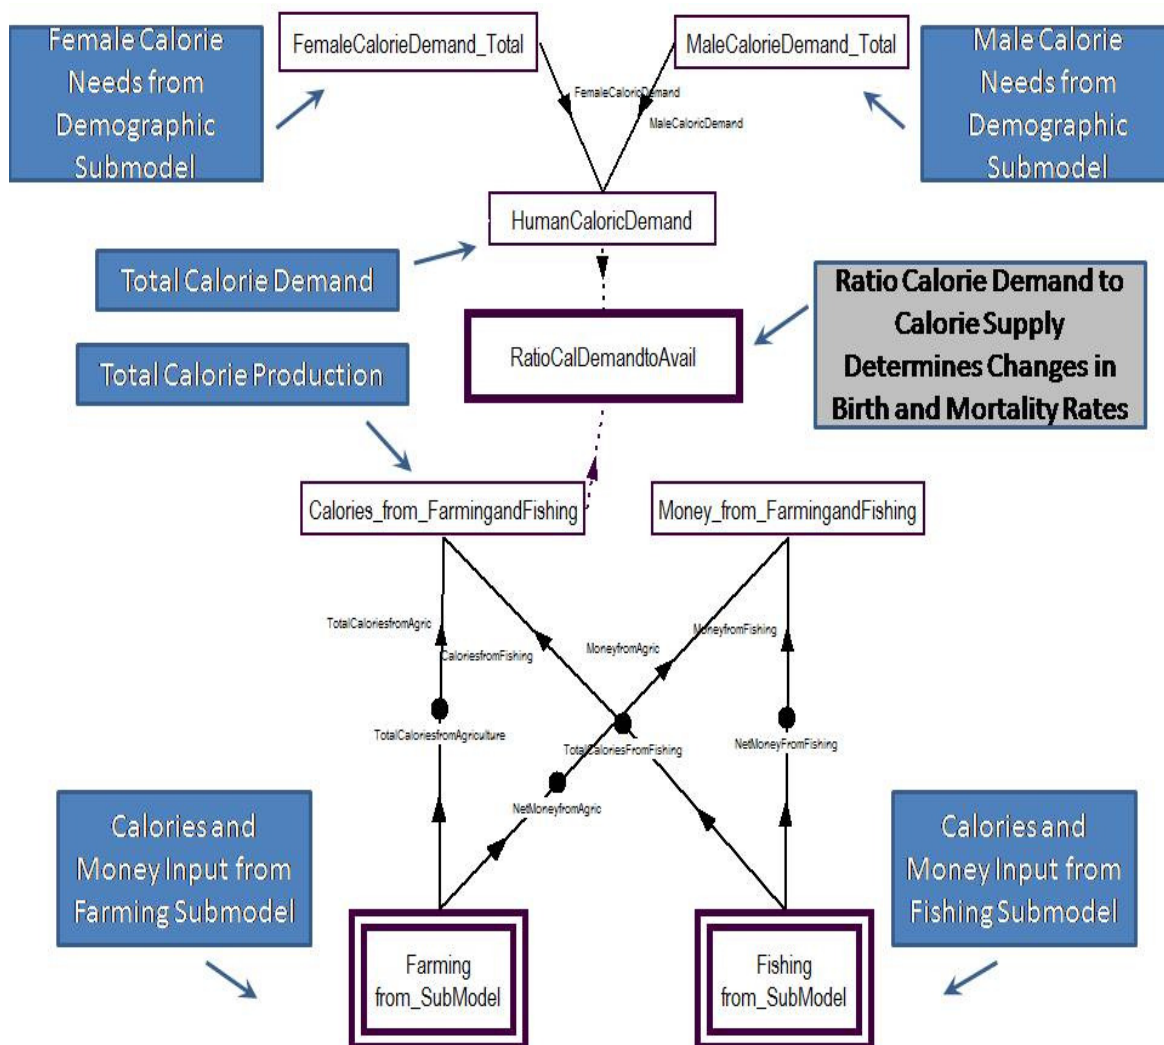 Female Calorie
Needs from
Demographic
Submodel
FemaleCalorieDemand_Total
MaleCalorieDemand_Total
Male Calorie
Needs from
Demographic
Submodel
FemaleCaloricDemand
MaleCaloricDemand
HumanCaloricDemand
Total Calorie Demand
RatioCalDemandtoAvail
Ratio Calorie Demand to
Calorie Supply
Determines Changes in
Birth and Mortality Rates
Total Calorie Production
Calories_from_FarmingandFishing
Money_from_FarmingandFishing
TotalCaloriesfromAgric
CaloriesfromFishing
MoneyfromAgric
MoneyfromFishing
TotalCaloriesfromAgriculture
TotalCaloriesFromFishing
NetMoneyFromFishing
NetMoneyfromAgric
Calories and
Money Input from
Farming Submodel
Calories and
Money Input from
Fishing Submodel
Farming
from_SubModel
Fishing
from_SubModel